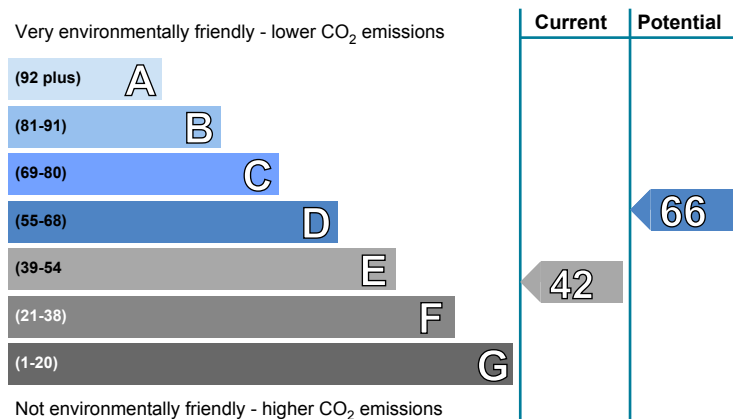 Current Potential
Very environmentally friendly - lower CO₂ emissions
(92 plus) A
(81-91) B
(69-80) C
(55-68) D
66
(39-54 E
42
(21-38) F
(1-20) G
Not environmentally friendly - higher CO₂ emissions